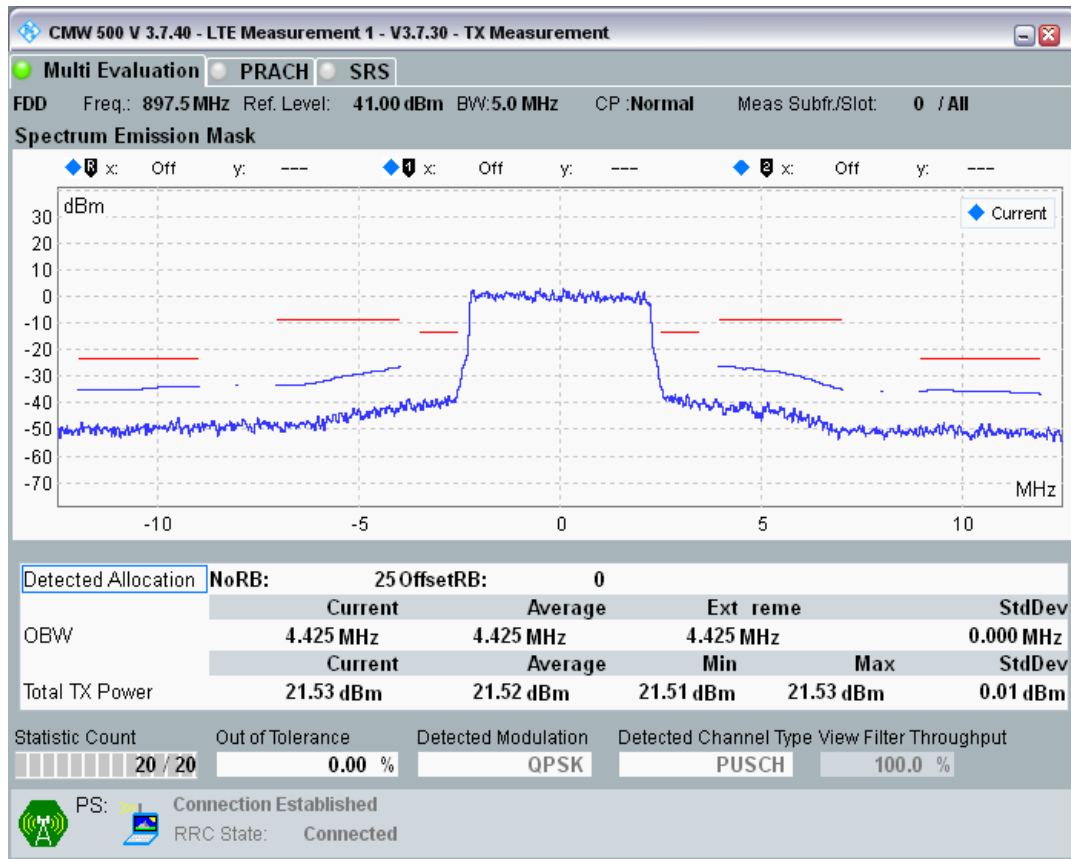 CMW 500 V 3.7.40 - LTE Measurement 1 - V3.7.30 - TX Measurement
Multi Evaluation PRACH SRS
FDD Freq.: 897.5 MHz Ref. Level: 41.00 dBm BW:5.0 MHz CP :Normal Meas Subfr./Slot: 0 / All
Spectrum Emission Mask
R x: Off y: --- 1 x: Off y: --- 2 x: Off y: ---
dBm
Current
30
20
10
0
-10
-20
-30
-40
-50
-60
-70
MHz
-10 -5 0 5 10
Detected Allocation NoRB: 25 OffsetRB: 0
Current Average Ext reme StdDev
OBW 4.425 MHz 4.425 MHz 4.425 MHz 0.000 MHz
Current Average Min Max StdDev
Total TX Power 21.53 dBm 21.52 dBm 21.51 dBm 21.53 dBm 0.01 dBm
Statistic Count Out of Tolerance Detected Modulation Detected Channel Type View Filter Throughput
20 / 20 0.00 % QPSK PUSCH 100.0 %
PS: Connection Established
RRC State: Connected